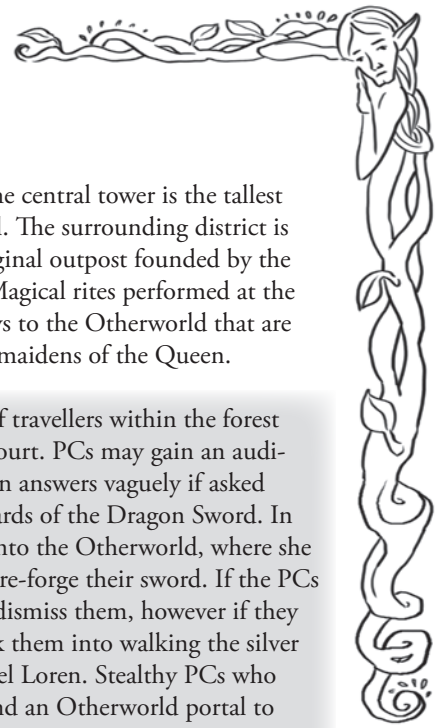 ne central tower is the tallest
. The surrounding district is
ginal outpost founded by the
Magical rites performed at the
ys to the Otherworld that are
maidens of the Queen.
f travellers within the forest
ourt. PCs may gain an audi-
n answers vaguely if asked
ards of the Dragon Sword. In
nto the Otherworld, where she
re-forge their sword. If the PCs
dismiss them, however if they
k them into walking the silver
el Loren. Stealthy PCs who
nd an Otherworld portal to